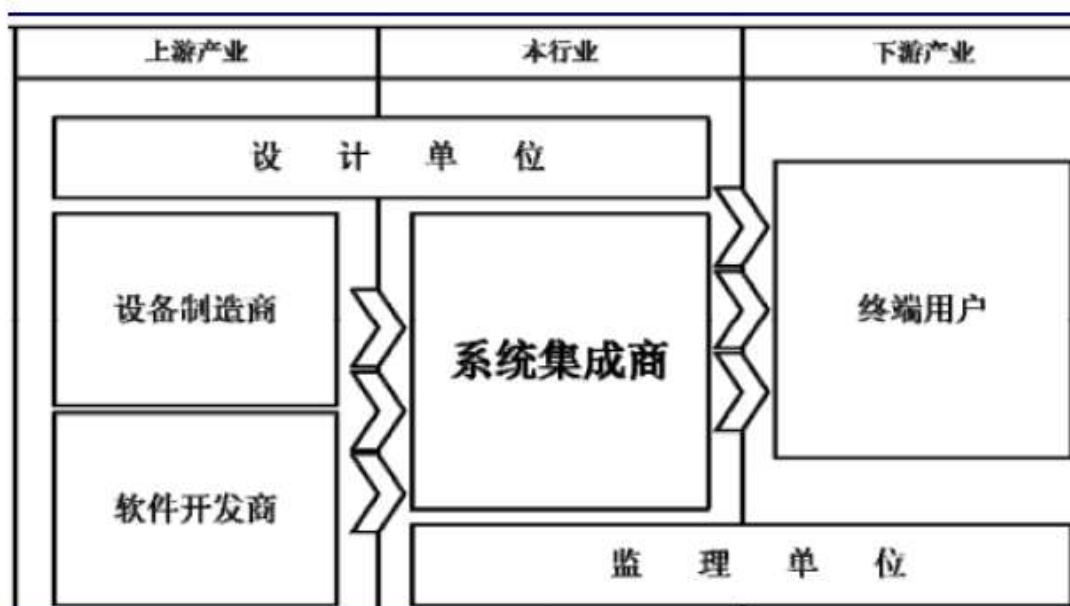 上游产业 本行业 下游产业
设计单位
设备制造商
系统集成商
终端用户
软件开发商
监理单位